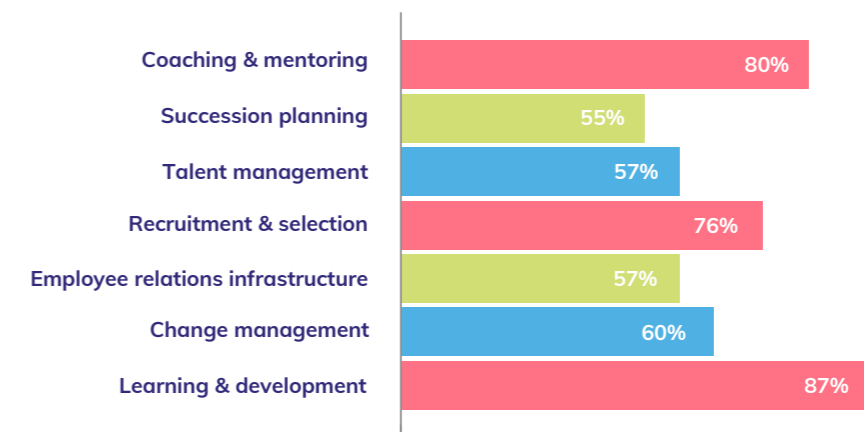 Coaching & mentoring 80%
Succession planning 55%
Talent management 57%
Recruitment & selection 76%
Employee relations infrastructure 57%
Change management 60%
Learning & development 87%